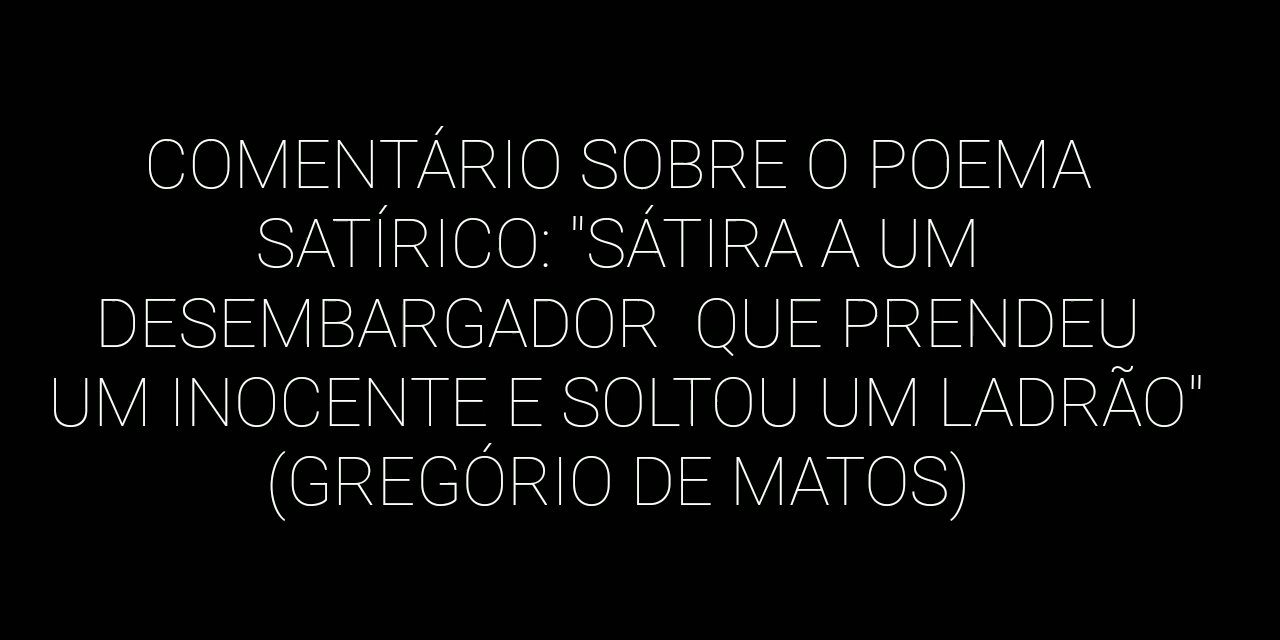 COMENTÁRIO SOBRE O POEMA
SATÍRICO: "SÁTIRA A UM
DESEMBARGADOR  QUE PRENDEU
UM INOCENTE E SOLTOU UM LADRÃO"
(GREGÓRIO DE MATOS)